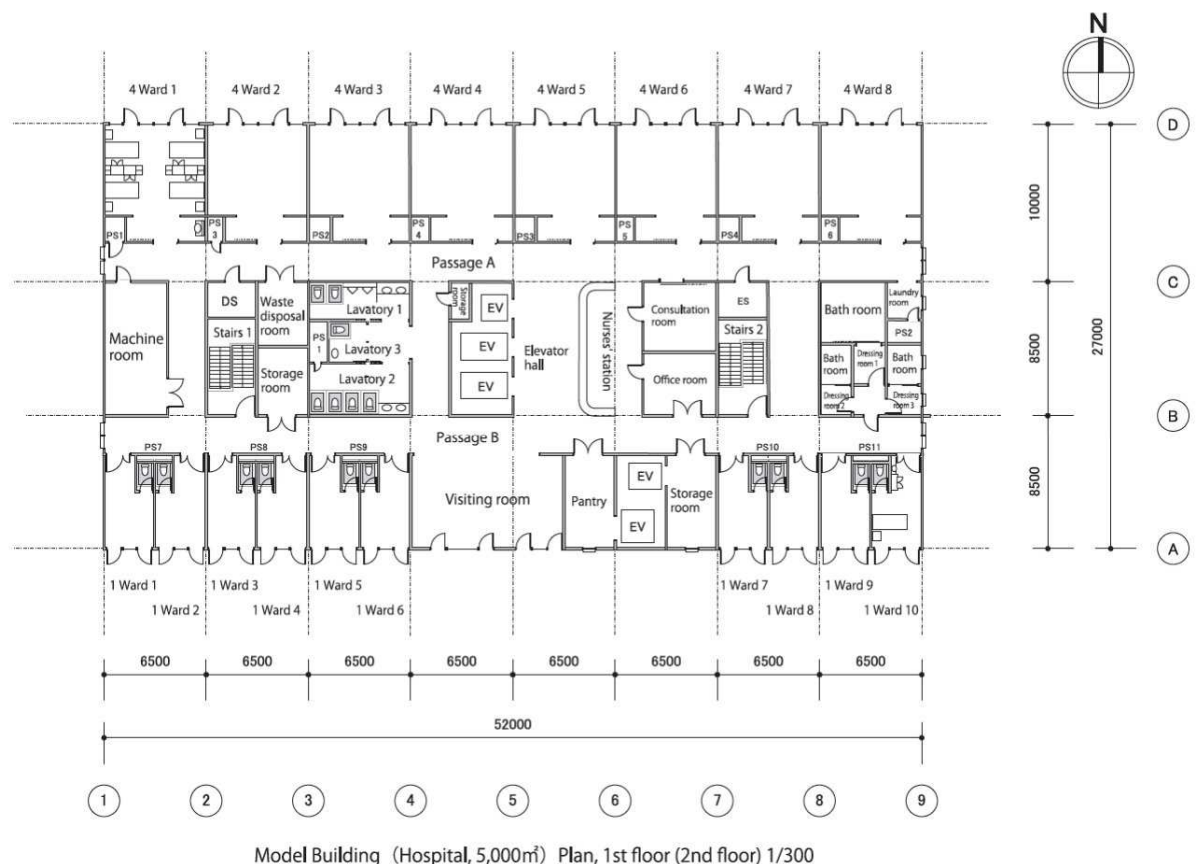 N
4 Ward 1
4 Ward 2
4 Ward 3
4 Ward 4
4 Ward 5
4 Ward 6
4 Ward 7
4 Ward 8
D
10000
PS1
PS
3
PS2
PS
4
PS3
PS
5
PS4
PS
6
Passage A
C
DS
Waste
disposal
room
Lavatory 1
Storage
room
EV
Consultation
room
ES
Bath room
Laundry
room
Machine
room
Stairs 1
PS
1
Lavatory 3
EV
Elevator
hall
Nurses' station
Stairs 2
PS2
8500
27000
Storage
room
Lavatory 2
EV
Office room
Bath
room
Dressing
room 1
Bath
room
Dressing
room 2
Dressing
room 3
B
Passage B
PS7
PS8
PS9
PS10
PS11
Visiting room
Pantry
EV
EV
Storage
room
8500
A
1 Ward 1
1 Ward 2
1 Ward 3
1 Ward 4
1 Ward 5
1 Ward 6
1 Ward 7
1 Ward 8
1 Ward 9
1 Ward 10
6500
6500
6500
6500
6500
6500
6500
6500
52000
1
2
3
4
5
6
7
8
9
Model Building (Hospital, 5,000㎡) Plan, 1st floor (2nd floor) 1/300